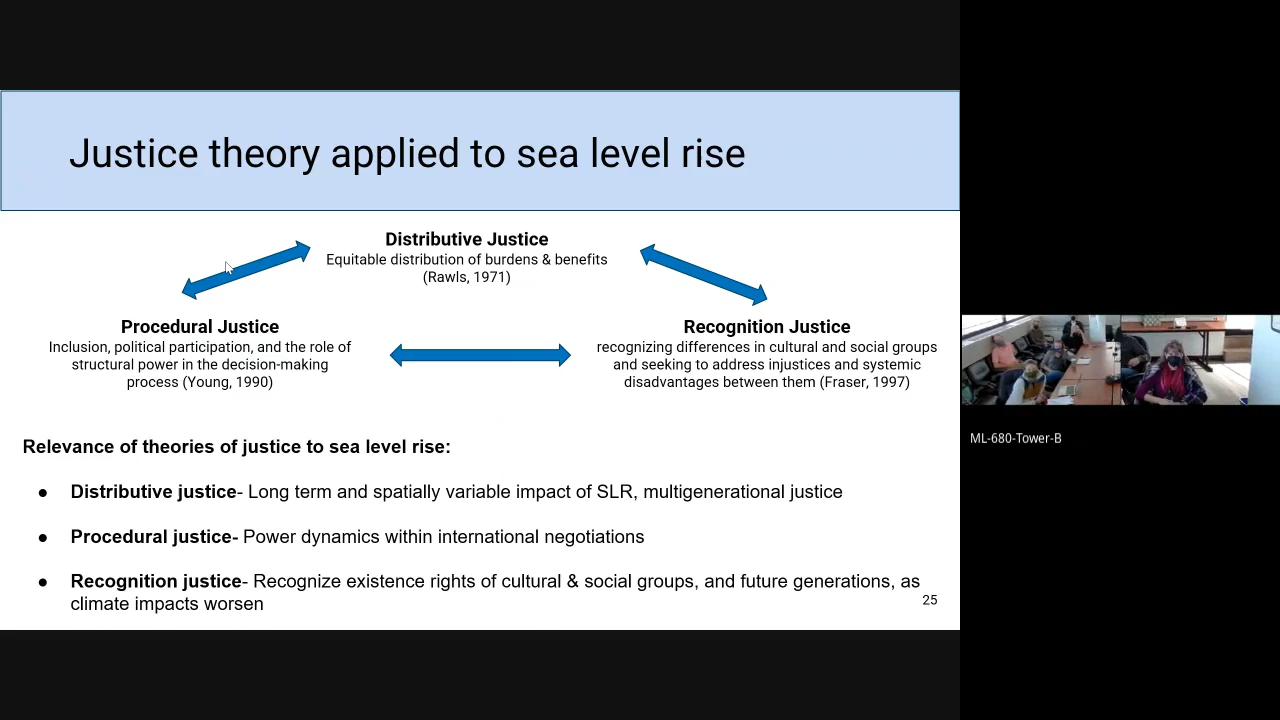 Justice theory applied to sea level rise
Distributive Justice
Equitable distribution of burdens & benefits
(Rawls, 1971)
Procedural Justice
Inclusion, political participation, and the role of
structural power in the decision-making
process (Young, 1990)
Recognition Justice
recognizing differences in cultural and social groups
and seeking to address injustices and systemic
disadvantages between them (Fraser, 1997)
Relevance of theories of justice to sea level rise:
● Distributive justice- Long term and spatially variable impact of SLR, multigenerational justice
● Procedural justice- Power dynamics within international negotiations
● Recognition justice- Recognize existence rights of cultural & social groups, and future generations, as
climate impacts worsen
25
ML-680-Tower-B